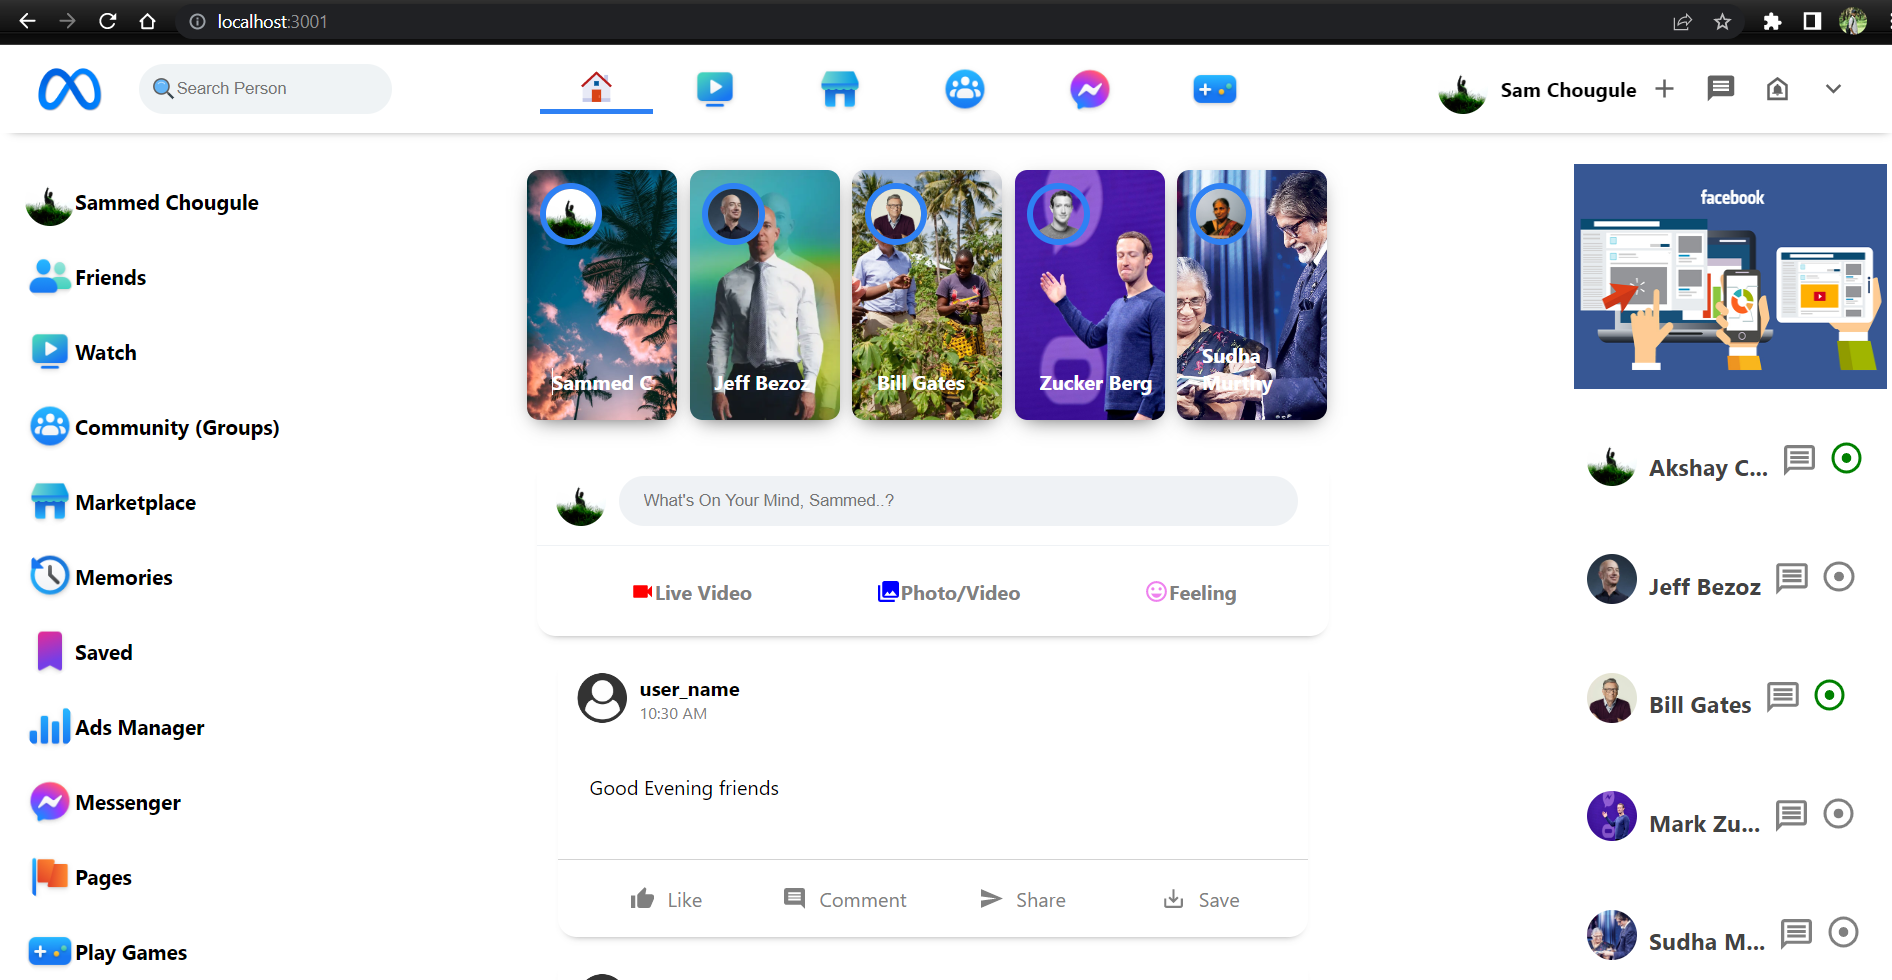 localhost:3001
Search Person
Sam Chougule
Sammed Chougule
Friends
Watch
Community (Groups)
Marketplace
Memories
Saved
Ads Manager
Messenger
Pages
Play Games
Sammed C
Jeff Bezoz
Bill Gates
Zucker Berg
Sudha
Murthy
What's On Your Mind, Sammed..?
Live Video
Photo/Video
Feeling
user_name
10:30 AM
Good Evening friends
Like
Comment
Share
Save
facebook
Akshay C...
Jeff Bezoz
Bill Gates
Mark Zu...
Sudha M...